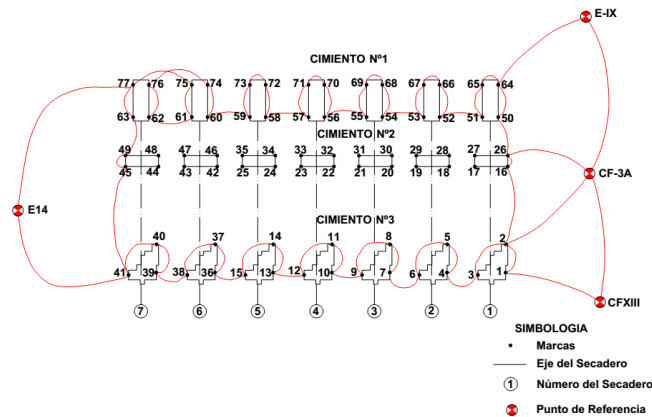 E-IX
CIMIENTO Nº1
77 76 75 74 73 72 71 70 69 68 67 66 65 64
63 62 61 60 59 58 57 56 55 54 53 52 51 50
CIMIENTO Nº2
49 48 47 46 35 34 33 32 31 30 29 28 27 26
45 44 43 42 25 24 23 22 21 20 19 18 17 16
CF-3A
E14
CIMIENTO Nº3
40 37 14 11 8 5 2
41 39 38 36 15 13 12 10 9 7 6 4 3 1
CFXIII
7 6 5 4 3 2 1
SIMBOLOGIA
Marcas
Eje del Secadero
1 Número del Secadero
Punto de Referencia